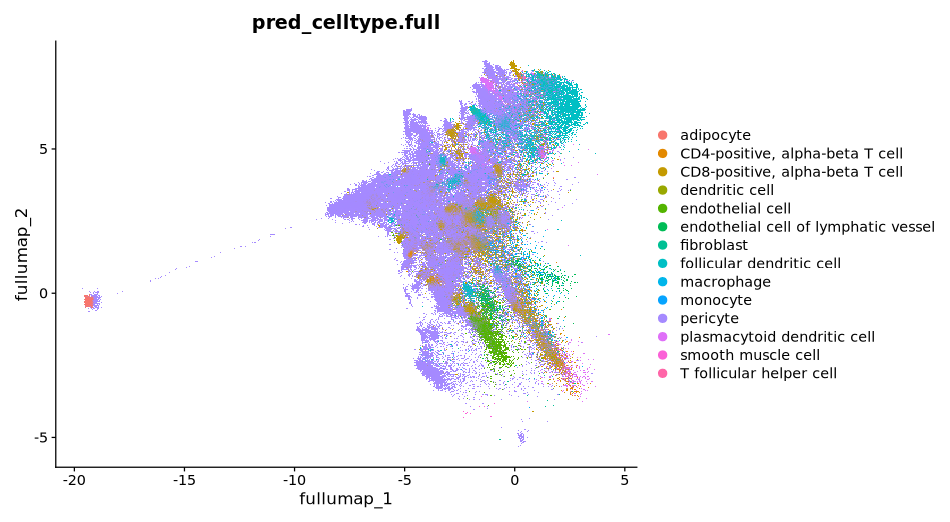 pred_celltype.full
fullumap_2
5
0
-5
-20
-15
-10
-5
0
5
fullumap_1
adipocyte
CD4-positive, alpha-beta T cell
CD8-positive, alpha-beta T cell
dendritic cell
endothelial cell
endothelial cell of lymphatic vessel
fibroblast
follicular dendritic cell
macrophage
monocyte
pericyte
plasmacytoid dendritic cell
smooth muscle cell
T follicular helper cell